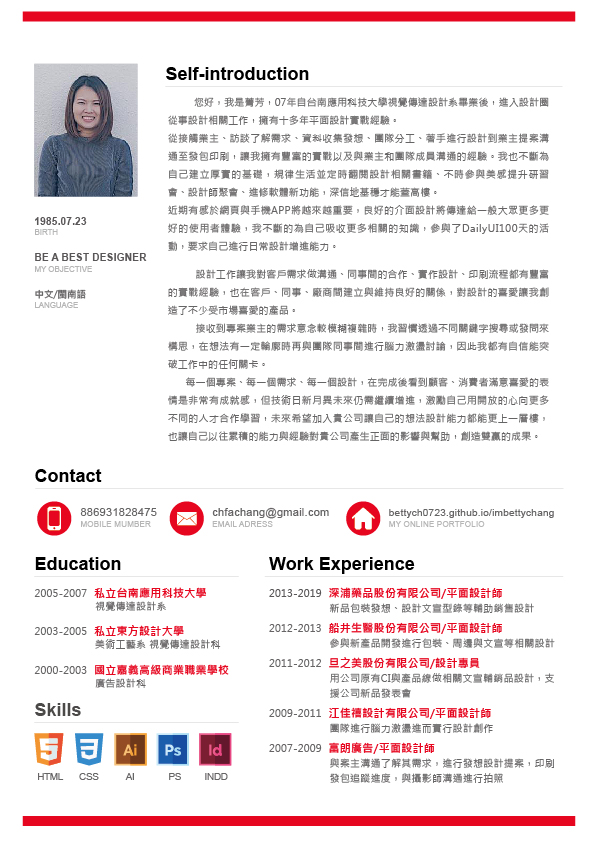 Self-introduction
您好，我是菁芳，07年自台南應用科技大學視覺傳達設計系畢業後，進入設計圈
從事設計相關工作，擁有十多年平面設計實戰經驗。
從接觸業主、訪談了解需求、資料收集發想、團隊分工、著手進行設計到業主提案溝
通至發包印刷，讓我擁有豐富的實戰以及與業主和團隊成員溝通的經驗。我也不斷為
自己建立厚實的基礎，規律生活並定時翻閱設計相關書籍、不時參與美感提升研習
會、設計師聚會、進修軟體新功能，深信地基穩才能蓋高樓。
近期有感於網頁與手機APP將越來越重要，良好的介面設計將傳達給一般大眾更多更
好的使用者體驗，我不斷的為自己吸收更多相關的知識，參與了DailyUI100天的活
動，要求自己進行日常設計增進能力。
設計工作讓我對客戶需求做溝通、同事間的合作、實作設計、印刷流程都有豐富
的實戰經驗，也在客戶、同事、廠商間建立與維持良好的關係，對設計的喜愛讓我創
造了不少受市場喜愛的產品。
接收到專案業主的需求意念較模擬複雜時，我習慣透過不同關鍵字搜尋或發問來
構思，在想法有一定輪廓時再與團隊同事間進行腦力激盪討論，因此我都有自信能突
破工作中的任何關卡。
每一個專案、每一個需求、每一個設計，在完成後看到顧客、消費者滿意喜愛的表
情是非常有成就感，但技術日新月異未來仍需繼續增進，激勵自己用開放的心向更多
不同的人才合作學習，未來希望加入貴公司讓自己的想法設計能力都能更上一層樓，
也讓自己以往累積的能力與經驗對貴公司產生正面的影響與幫助，創造雙贏的成果。
1985.07.23
BIRTH
BE A BEST DESIGNER
MY OBJECTIVE
中文/閩南語
LANGUAGE
Contact
886931828475
MOBILE MUMBER
chfachang@gmail.com
EMAIL ADRESS
bettych0723.github.io/imbettychang
MY ONLINE PORTFOLIO
Education
2005-2007 私立台南應用科技大學
視覺傳達設計系
2003-2005 私立東方設計大學
美術工藝系 視覺傳達設計科
2000-2003 國立嘉義高級商業職業學校
廣告設計科
Skills
5 3 Ai Ps Id
HTML CSS AI PS INDD
Work Experience
2013-2019 深浦藥品股份有限公司/平面設計師
新品包裝發想、設計文宣型錄等輔助銷售設計
2012-2013 船井生醫股份有限公司/平面設計師
參與新產品開發進行包裝、周邊與文宣等相關設計
2011-2012 旦之美股份有限公司/設計專員
用公司原有CI與產品線做相關文宣輔銷品設計，支
援公司新品發表會
2009-2011 江佳禧設計有限公司/平面設計師
團隊進行腦力激盪進而實行設計創作
2007-2009 富朗廣告/平面設計師
與案主溝通了解其需求，進行發想設計提案，印刷
發包追蹤進度，與攝影師溝通進行拍照